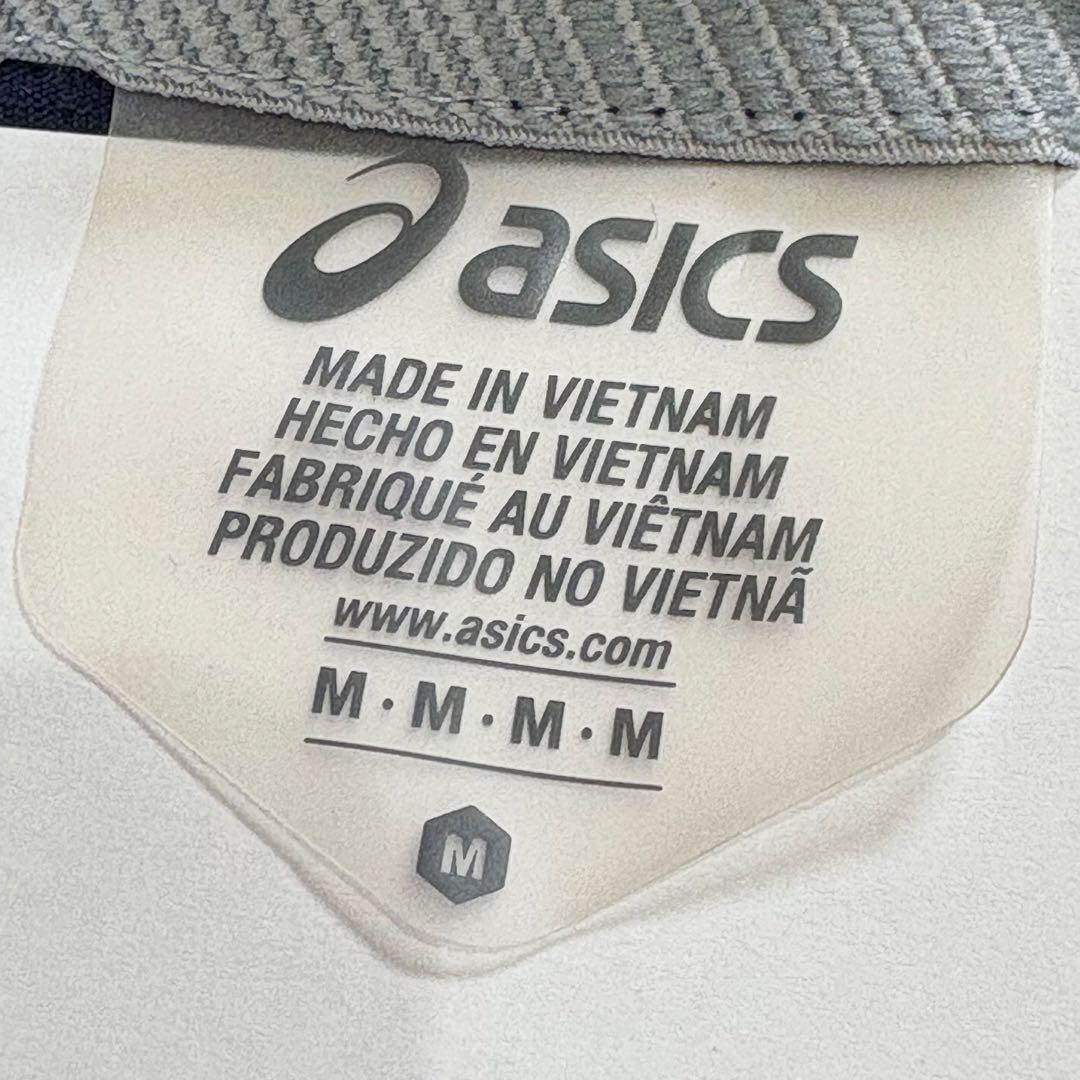 asics
MADE IN VIETNAM
HECHO EN VIETNAM
FABRIQUÉ AU VIÊTNAM
PRODUZIDO NO VIETNÃ
www.asics.com
M · M · M · M
M